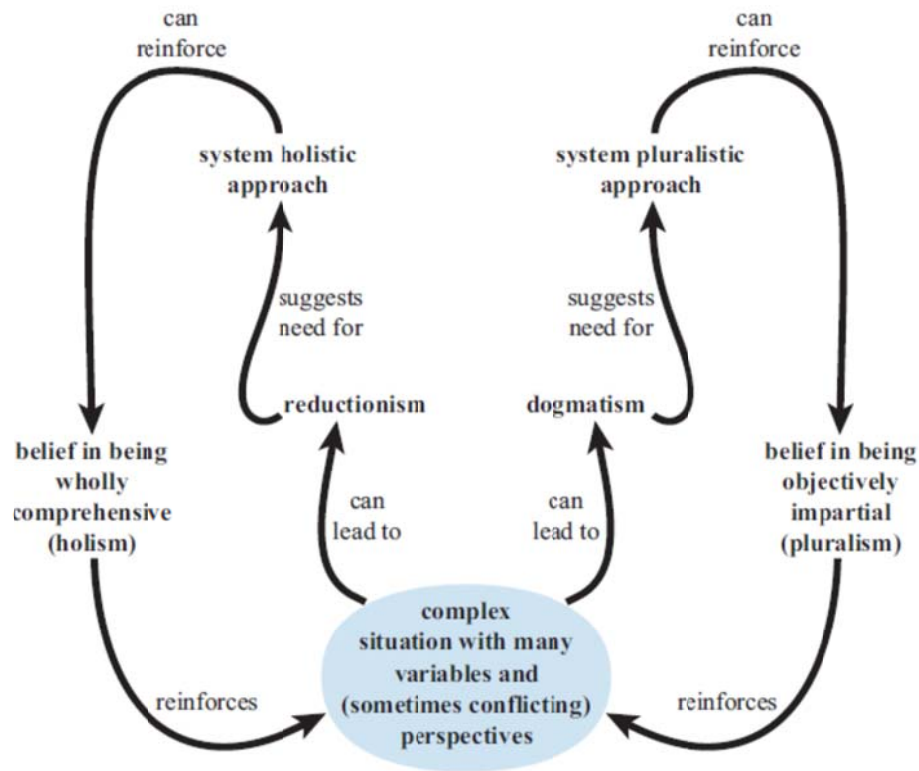 can
reinforce
can
reinforce
system holistic
approach
system pluralistic
approach
suggests
need for
suggests
need for
reductionism
dogmatism
belief in being
wholly
comprehensive
(holism)
belief in being
objectively
impartial
(pluralism)
can
lead to
can
lead to
complex
situation with many
variables and
(sometimes conflicting)
perspectives
reinforces
reinforces